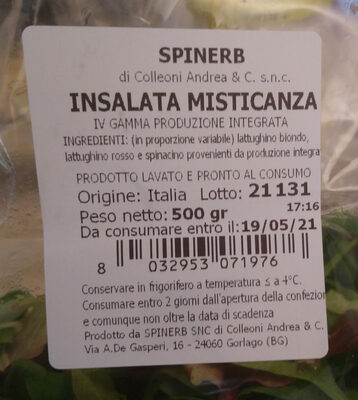 SPINERB
di Colleoni Andrea & C. s.n.c.
INSALATA MISTICANZA
IV GAMMA PRODUZIONE INTEGRATA
INGREDIENTI: (in proporzione variabile) lattughino biondo,
lattughino rosso e spinacino provenienti da produzione integra
PRODOTTO LAVATO E PRONTO AL CONSUMO
Origine: Italia Lotto: 21131
17:16
Peso netto: 500 gr
Da consumare entro il:19/05/21
8 032953 071976
Conservare in frigorifero a temperatura ≤ a 4°C.
Consumare entro 2 giorni dall'apertura della confezion
e comunque non oltre la data di scadenza
Prodotto da SPINERB SNC di Colleoni Andrea & C.
Via A.De Gasperi, 16 - 24060 Gorlago (BG)